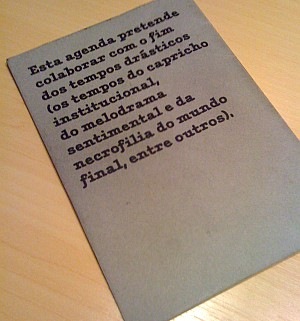 Esta agenda pretende
colaborar com o fim
dos tempos drásticos
(os tempos do capricho
institucional,
do melodrama
sentimental e da
necrofilia do mundo
final, entre outros).